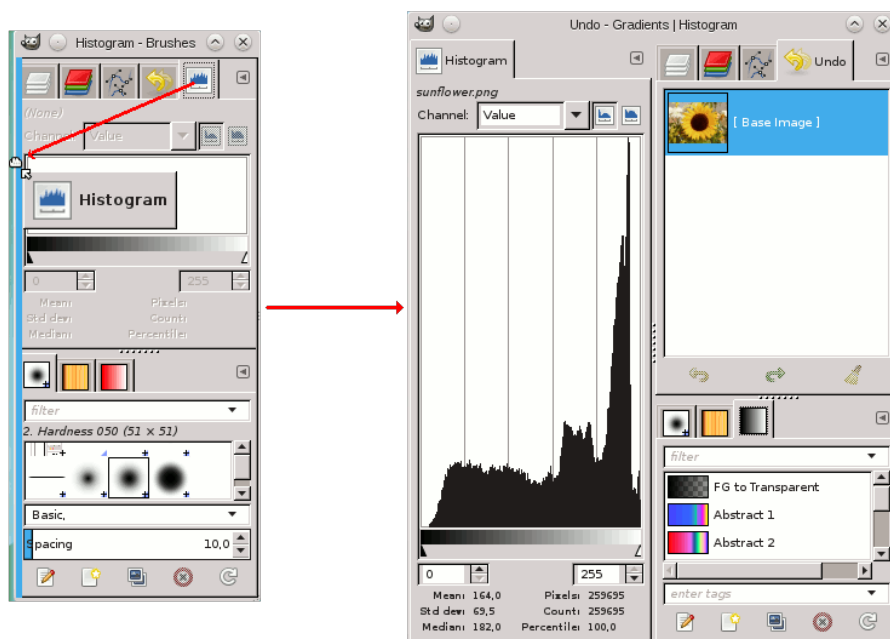 Histogram - Brushes
(None)
Channel: Value
Histogram
0 255
Mean: Pixels:
Std dev: Count:
Median: Percentile:
filter
2. Hardness 050 (51 × 51)
Basic,
Spacing 10,0
Undo - Gradients | Histogram
Histogram
sunflower.png
Channel: Value
0 255
Mean: 164,0 Pixels: 259695
Std dev: 69,5 Count: 259695
Median: 182,0 Percentile: 100,0
Undo
[ Base Image ]
filter
FG to Transparent
Abstract 1
Abstract 2
enter tags